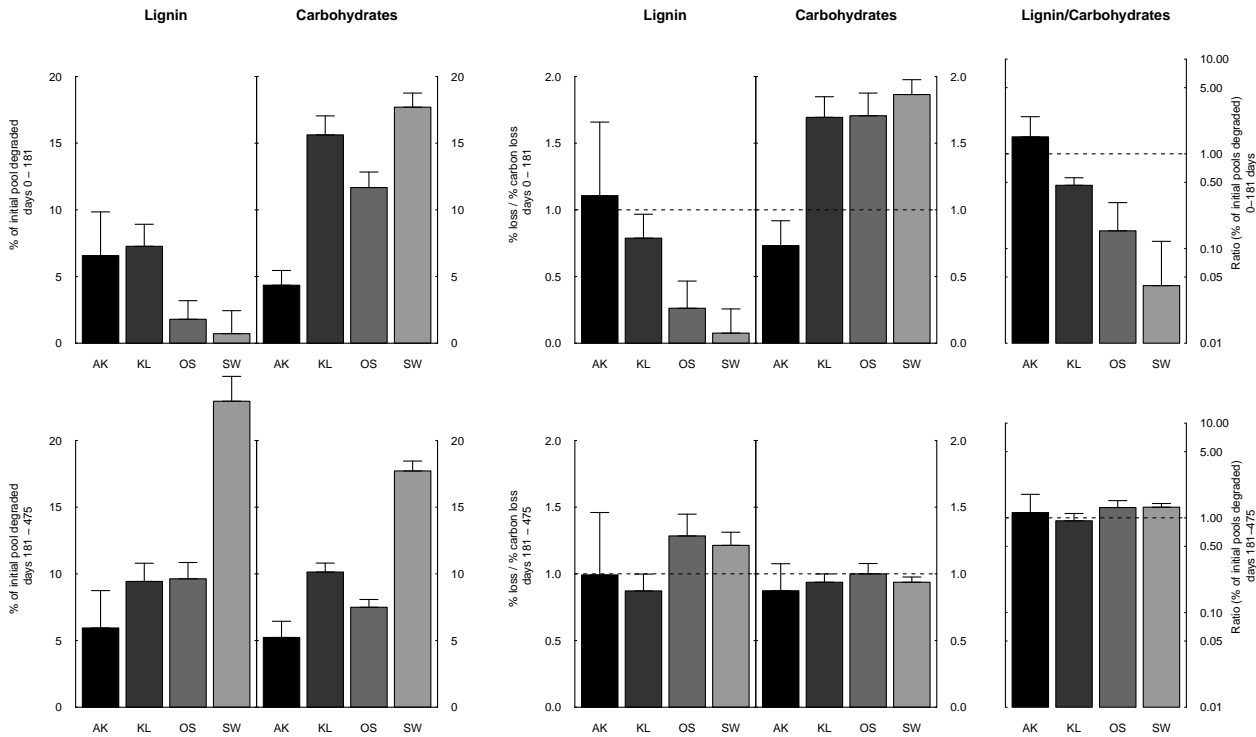 Lignin
Carbohydrates
Lignin
Carbohydrates
Lignin/Carbohydrates
% of initial pool degraded
days 0 – 181
20
15
10
5
0
20
15
10
5
0
AK
KL
OS
SW
AK
KL
OS
SW
% loss / % carbon loss
days 0 – 181
2.0
1.5
1.0
0.5
0.0
2.0
1.5
1.0
0.5
0.0
AK
KL
OS
SW
AK
KL
OS
SW
10.00
5.00
1.00
0.50
0.10
0.05
0.01
Ratio (% of initial pools degraded)
0–181 days
AK
KL
OS
SW
% of initial pool degraded
days 181 – 475
20
15
10
5
0
20
15
10
5
0
AK
KL
OS
SW
AK
KL
OS
SW
% loss / % carbon loss
days 181 – 475
2.0
1.5
1.0
0.5
0.0
2.0
1.5
1.0
0.5
0.0
AK
KL
OS
SW
AK
KL
OS
SW
10.00
5.00
1.00
0.50
0.10
0.05
0.01
Ratio (% of initial pools degraded)
days 181–475
AK
KL
OS
SW